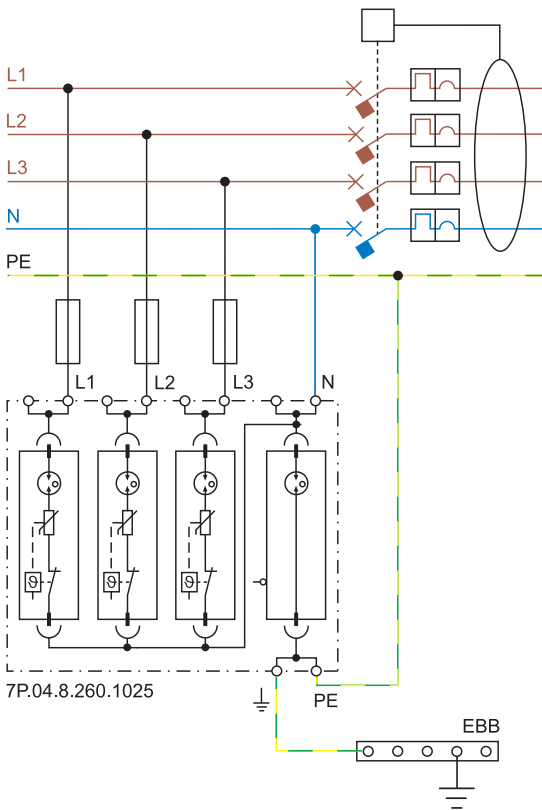 L1
L2
L3
N
PE
L1 L2 L3 N
ϑ ϑ ϑ
7P.04.8.260.1025
PE
EBB